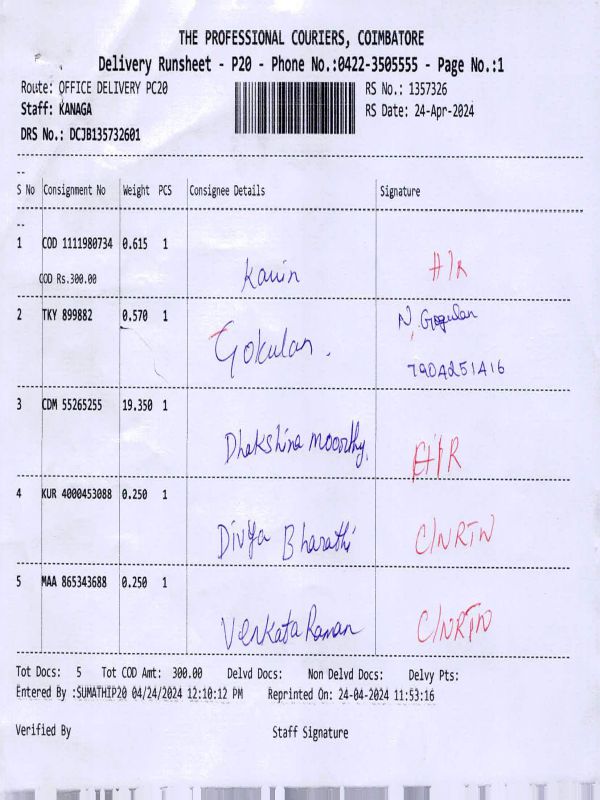 THE PROFESSIONAL COURIERS, COIMBATORE
Delivery Runsheet - P20 - Phone No.:0422-3505555 - Page No.:1
Route: OFFICE DELIVERY PC20 RS No.: 1357326
Staff: KANAGA RS Date: 24-Apr-2024
DRS No.: DCJB135732601
--
S No Consignment No Weight PCS Consignee Details Signature
--
1 COD 1111980734 0.615 1
COD Rs.300.00 Kavin
2 TKY 899882 0.570 1 N. Gogulan
Gokulan.
7904251416
3 CDM 55265255 19.350 1
Dhakshina moorthy
4 KUR 4000453088 0.250 1
Divya Bharathi C/NRTN
5 MAA 865343688 0.250 1
Venkata Raman C/NRTN
Tot Docs: 5 Tot COD Amt: 300.00 Delvd Docs: Non Delvd Docs: Delvy Pts:
Entered By :SUMATHIP20 04/24/2024 12:10:12 PM Reprinted On: 24-04-2024 11:53:16
Verified By Staff Signature